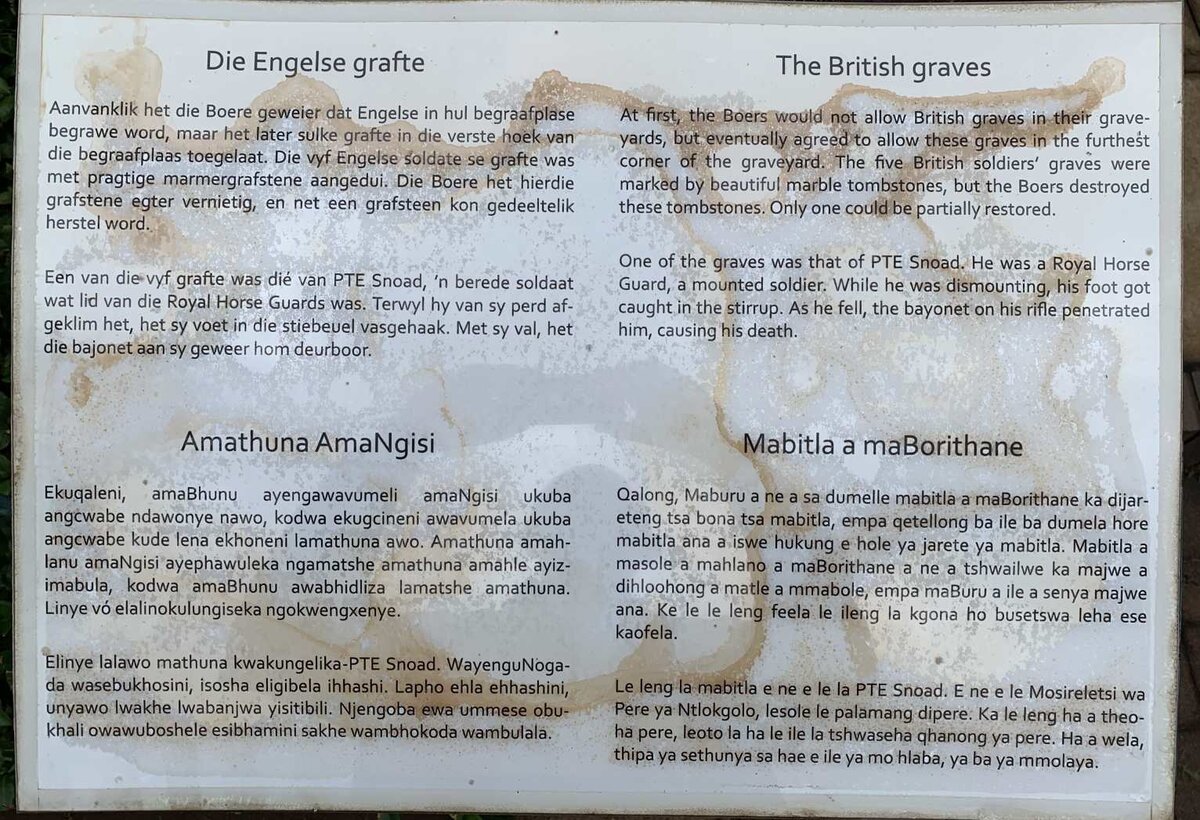 Die Engelse grafte
Aanvanklik het die Boere geweier dat Engelse in hul begraafplase
begrawe word, maar het later sulke grafte in die verste hoek van
die begraafplaas toegelaat. Die vyf Engelse soldate se grafte was
met pragtige marmergrafstene aangedui. Die Boere het hierdie
grafstene egter vernietig, en net een grafsteen kon gedeeltelik
herstel word.
Een van die vyf grafte was dié van PTE Snoad, ‘n berede soldaat
wat lid van die Royal Horse Guards was. Terwyl hy van sy perd af-
geklim het, het sy voet in die stiebeuel vasgehaak. Met sy val, het
die bajonet aan sy geweer hom deurboor.
The British graves
At first, the Boers would not allow British graves in their grave-
yards, but eventually agreed to allow these graves in the furthest
corner of the graveyard. The five British soldiers’ graves were
marked by beautiful marble tombstones, but the Boers destroyed
these tombstones. Only one could be partially restored.
One of the graves was that of PTE Snoad. He was a Royal Horse
Guard, a mounted soldier. While he was dismounting, his foot got
caught in the stirrup. As he fell, the bayonet on his rifle penetrated
him, causing his death.
Amathuna AmaNgisi
Ekuqaleni, amaBhunu ayengawavumeli amaNgisi ukuba
angcwabe ndawonye nawo, kodwa ekugcineni awavumela ukuba
angcwabe kude lena ekhoneni lamathuna awo. Amathuna amah-
lanu amaNgisi ayephawuleka ngamatshe amathuna amahle ayiz-
imabula, kodwa amaBhunu awabhidliza lamatshe amathuna.
Linye vó elalinokulungiseka ngokwengxenye.
Elinye lalawo mathuna kwakungelika-PTE Snoad. WayenguNoga-
da wasebukhosini, isosha eligibela ihhashi. Lapho ehla ehhashini,
unyawo lwakhe lwabanjwa yisitibili. Njengoba ewa ummese obu-
khali owawuboshele esibhamini sakhe wambhokoda wambulala.
Mabitla a maBorithane
Qalong, Maburu a ne a sa dumelle mabitla a maBorithane ka dijar-
eteng tsa bona tsa mabitla, empa qetellong ba ile ba dumela hore
mabitla ana a iswe hukung e hole ya jarete ya mabitla. Mabitla a
masole a mahlano a maBorithane a ne a tshwailwe ka majwe a
dihloohong a matle a mmabole, empa maBuru a ile a senya majwe
ana. Ke le le leng feela le ileng la kgona ho busetswa leha ese
kaofela.
Le leng la mabitla e ne e le la PTE Snoad. E ne e le Mosireletsi wa
Pere ya Ntlokgolo, lesole le palamang dipere. Ka le leng ha a theo-
ha pere, leoto la ha le ile la tshwaseha qhanong ya pere. Ha a wela,
thipa ya sethunya sa hae e ile ya mo hlaba, ya ba ya mmolaya.